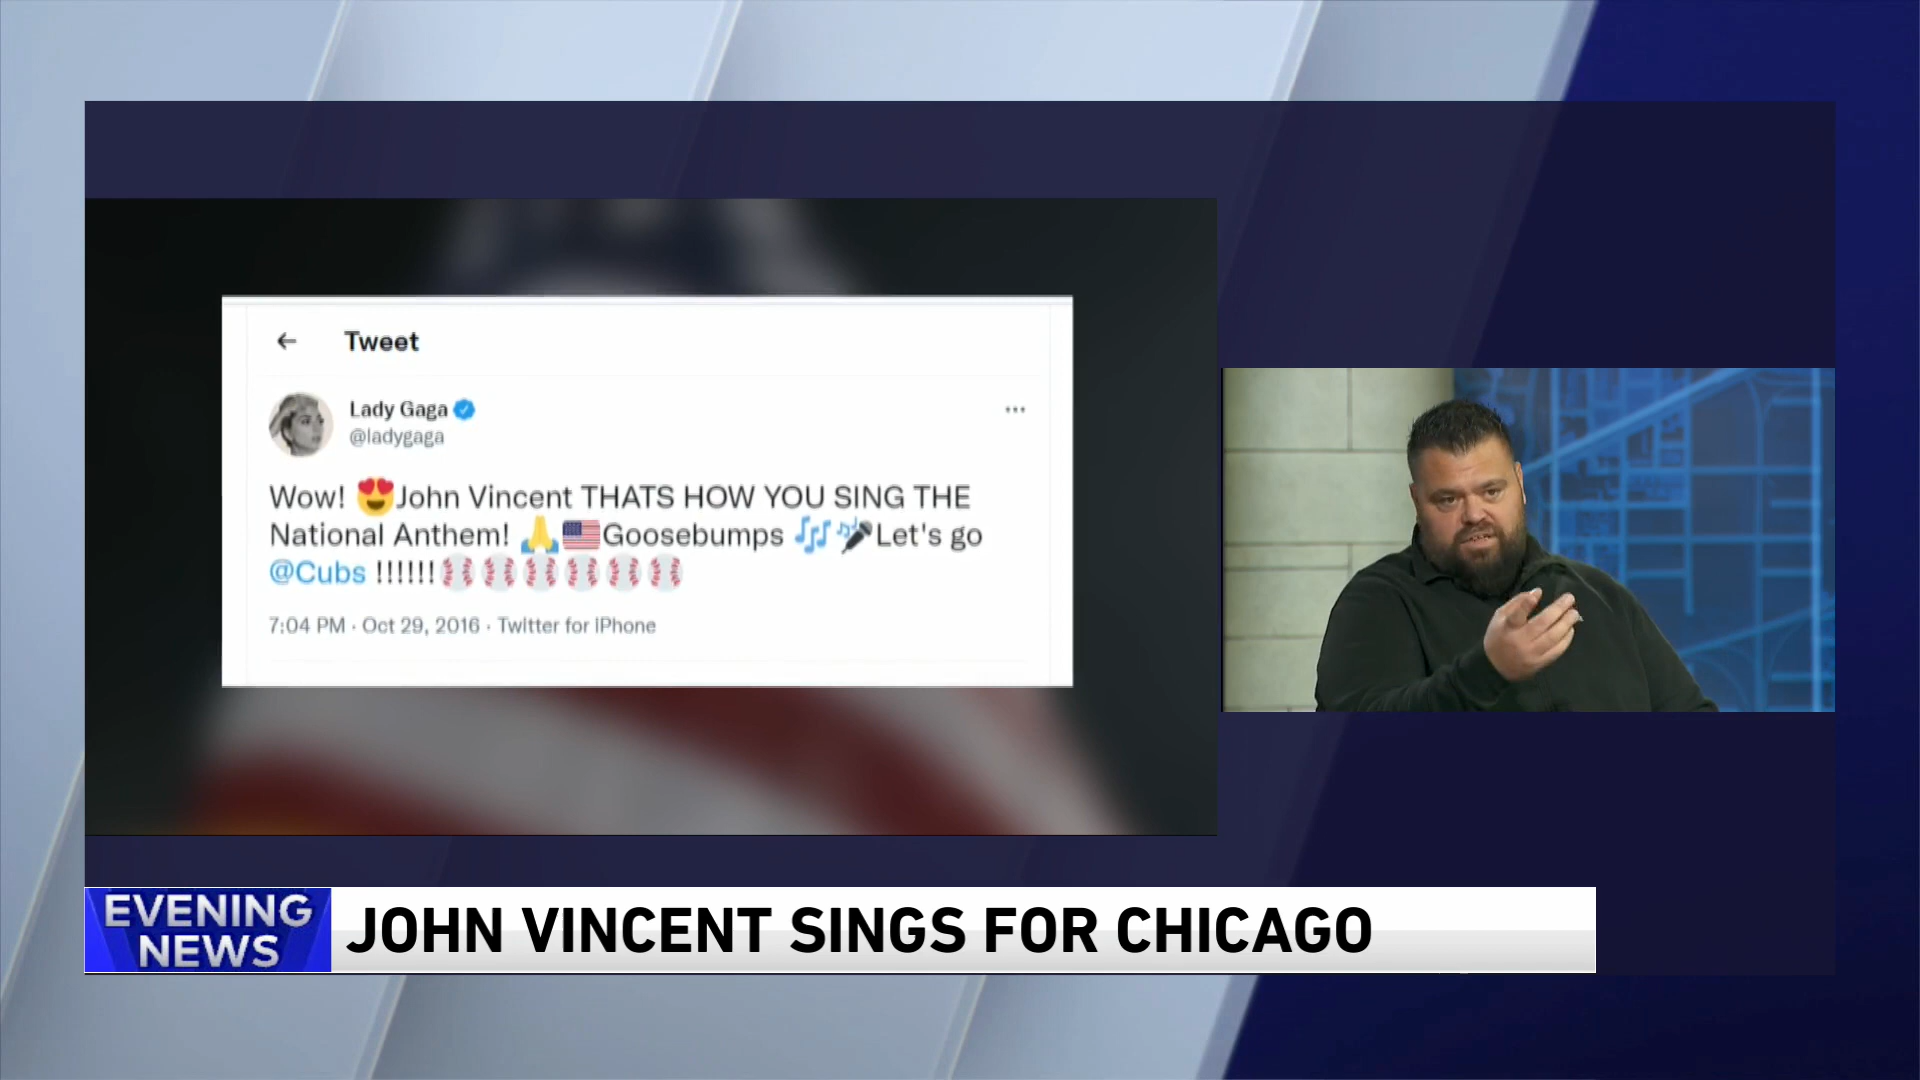 ← Tweet
Lady Gaga
@ladygaga
...
Wow! 😍John Vincent THATS HOW YOU SING THE
National Anthem! 🙏🇺🇸Goosebumps 🎶🎤Let's go
@Cubs !!!!!!⚾⚾⚾⚾⚾⚾
7:04 PM · Oct 29, 2016 · Twitter for iPhone
EVENING
NEWS
JOHN VINCENT SINGS FOR CHICAGO